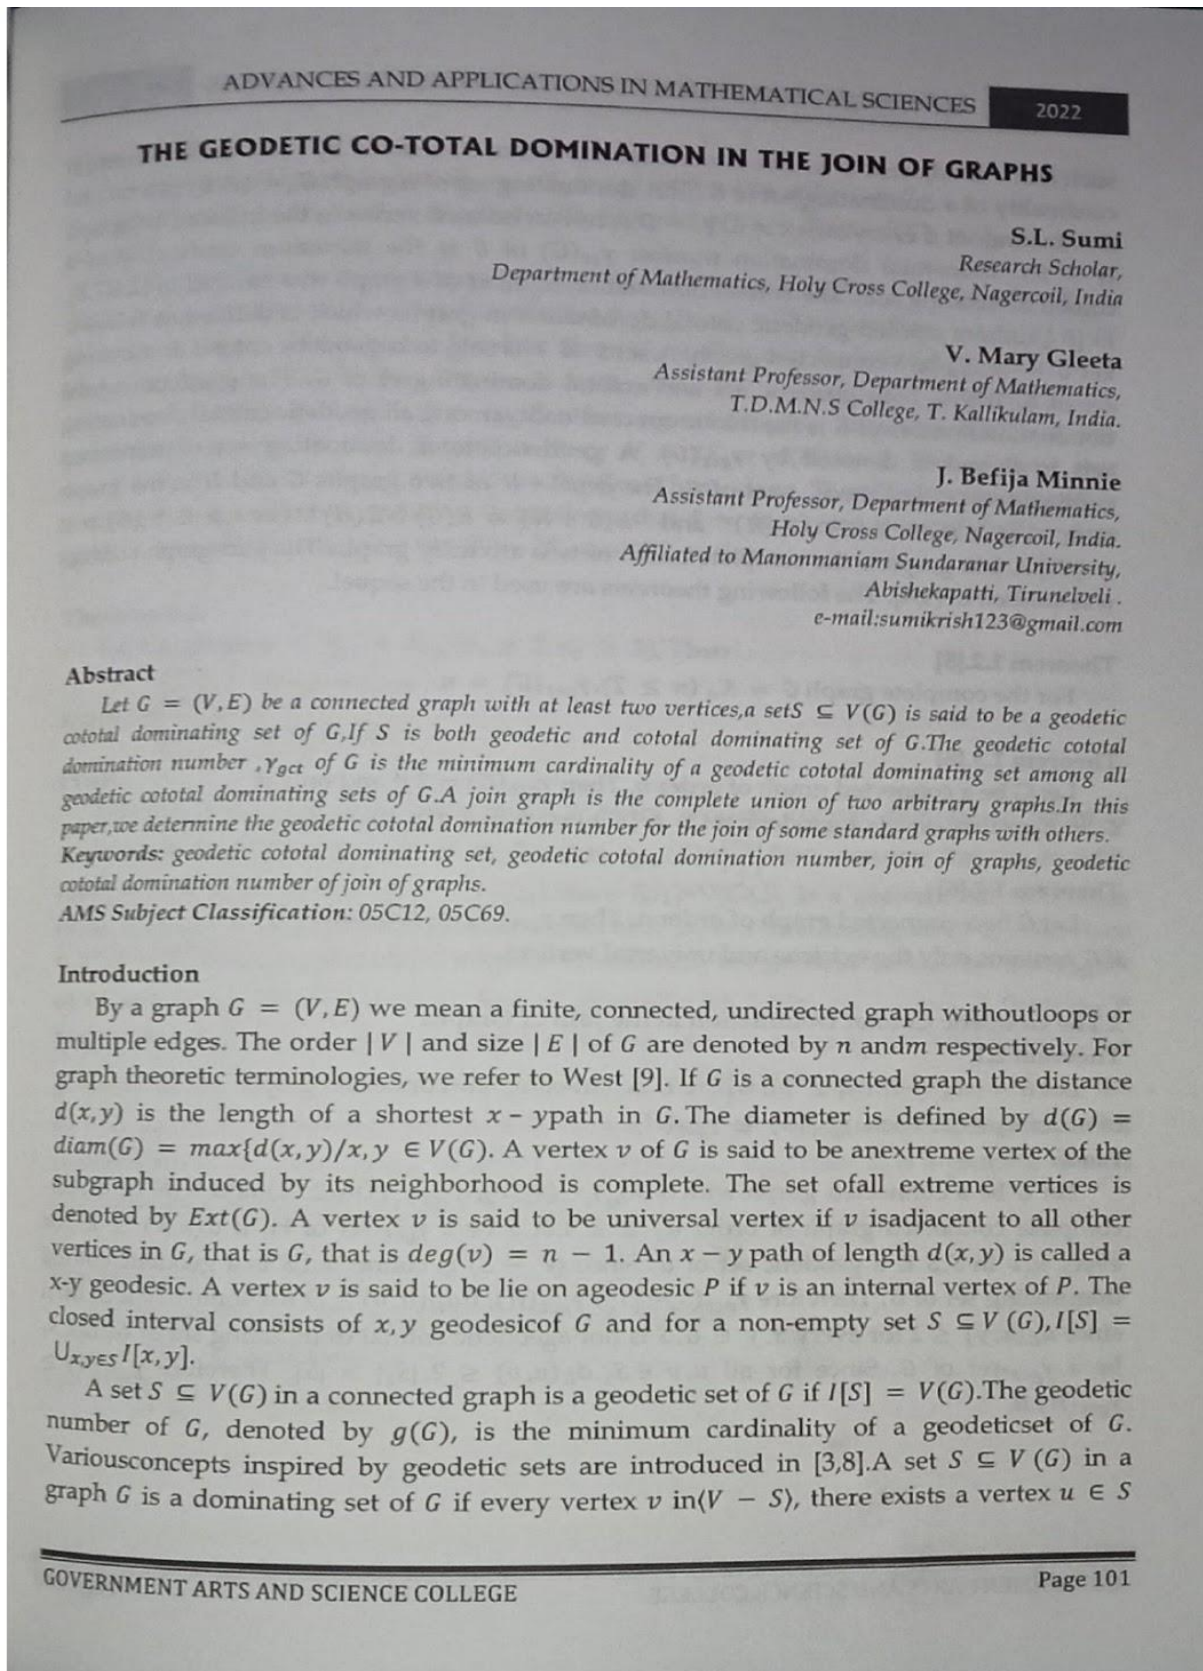 ADVANCES AND APPLICATIONS IN MATHEMATICAL SCIENCES 2022
THE GEODETIC CO-TOTAL DOMINATION IN THE JOIN OF GRAPHS
S.L. Sumi
Research Scholar,
Department of Mathematics, Holy Cross College, Nagercoil, India
V. Mary Gleeta
Assistant Professor, Department of Mathematics,
T.D.M.N.S College, T. Kallikulam, India.
J. Befija Minnie
Assistant Professor, Department of Mathematics,
Holy Cross College, Nagercoil, India.
Affiliated to Manonmaniam Sundaranar University,
Abishekapatti, Tirunelveli .
e-mail:sumikrish123@gmail.com
Abstract
Let G = (V, E) be a connected graph with at least two vertices,a setS ⊆ V(G) is said to be a geodetic
cototal dominating set of G,If S is both geodetic and cototal dominating set of G.The geodetic cototal
domination number ,γgct of G is the minimum cardinality of a geodetic cototal dominating set among all
geodetic cototal dominating sets of G.A join graph is the complete union of two arbitrary graphs.In this
paper,we determine the geodetic cototal domination number for the join of some standard graphs with others.
Keywords: geodetic cototal dominating set, geodetic cototal domination number, join of graphs, geodetic
cototal domination number of join of graphs.
AMS Subject Classification: 05C12, 05C69.
Introduction
By a graph G = (V, E) we mean a finite, connected, undirected graph withoutloops or
multiple edges. The order | V | and size | E | of G are denoted by n andm respectively. For
graph theoretic terminologies, we refer to West [9]. If G is a connected graph the distance
d(x,y) is the length of a shortest x – ypath in G. The diameter is defined by d(G) =
diam(G) = max{d(x,y)/x,y ∈ V(G). A vertex v of G is said to be anextreme vertex of the
subgraph induced by its neighborhood is complete. The set ofall extreme vertices is
denoted by Ext(G). A vertex v is said to be universal vertex if v isadjacent to all other
vertices in G, that is G, that is deg(v) = n − 1. An x – y path of length d(x,y) is called a
x-y geodesic. A vertex v is said to be lie on ageodesic P if v is an internal vertex of P. The
closed interval consists of x,y geodesicof G and for a non-empty set S ⊆ V (G), I[S] =
∪x,y∈S I[x,y].
A set S ⊆ V(G) in a connected graph is a geodetic set of G if I[S] = V(G).The geodetic
number of G, denoted by g(G), is the minimum cardinality of a geodeticset of G.
Variousconcepts inspired by geodetic sets are introduced in [3,8].A set S ⊆ V (G) in a
graph G is a dominating set of G if every vertex v in⟨V − S⟩, there exists a vertex u ∈ S
GOVERNMENT ARTS AND SCIENCE COLLEGE Page 101